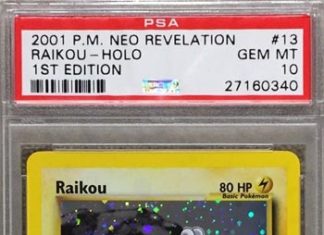 PSA
2001 P.M. NEO REVELATION #13
RAIKOU-HOLO GEM MT
1ST EDITION 10
27160340
Raikou 80 HP
Basic Pokémon